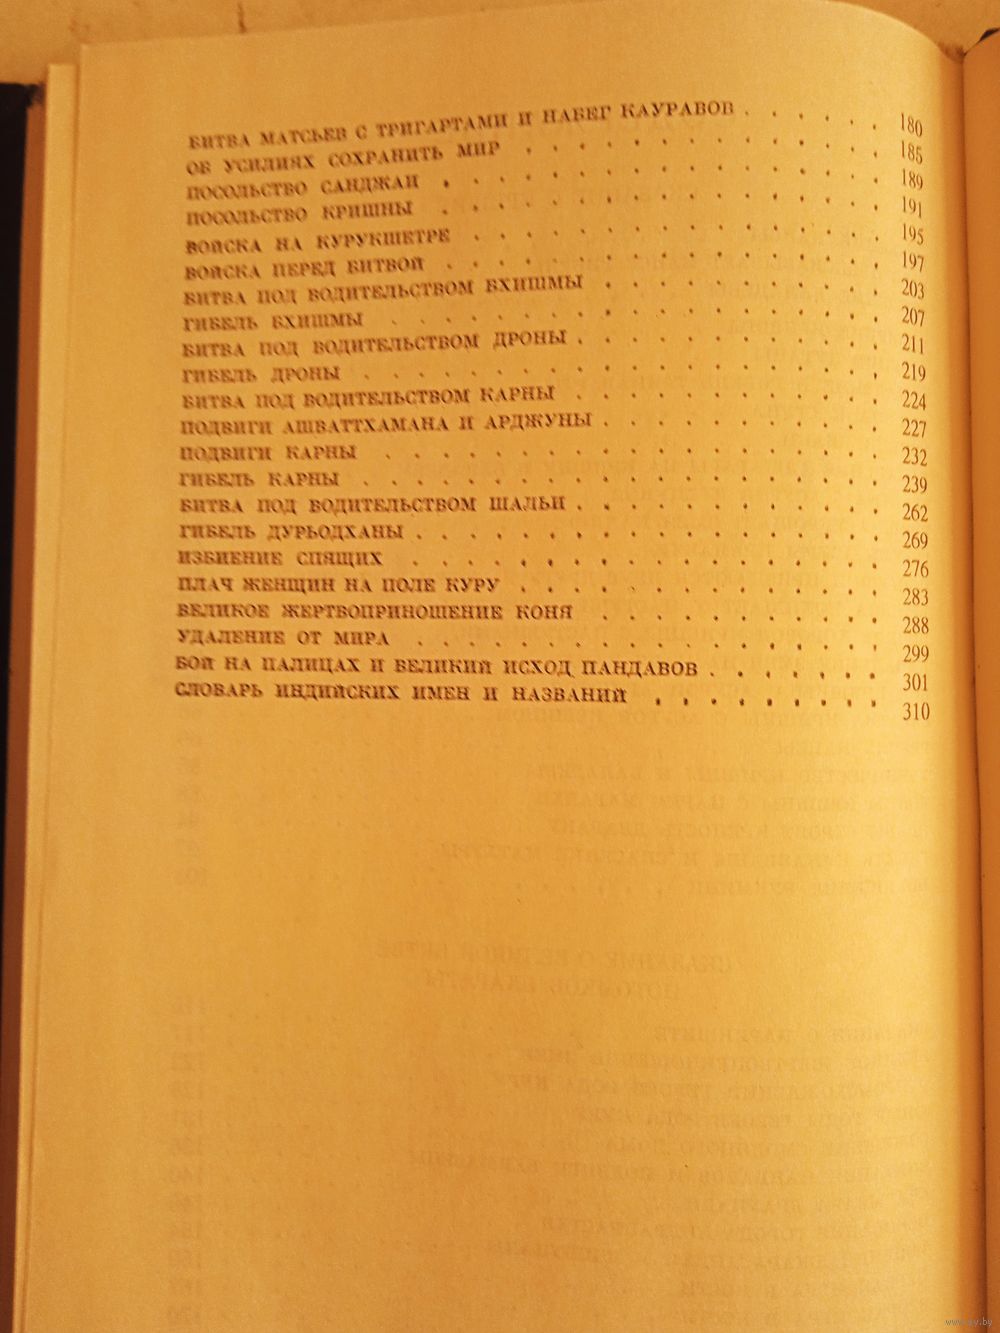 БИТВА МАТСЬЕВ С ТРИГАРТАМИ И НАБЕГ КАУРАВОВ . . . . . . 180
ОБ УСИЛИЯХ СОХРАНИТЬ МИР . . . . . . . . . . . . . . 185
ПОСОЛЬСТВО САНДЖАИ . . . . . . . . . . . . . . . . . 189
ПОСОЛЬСТВО КРИШНЫ . . . . . . . . . . . . . . . . . 191
ВОЙСКА НА КУРУКШЕТРЕ . . . . . . . . . . . . . . . . 195
ВОЙСКА ПЕРЕД БИТВОЙ . . . . . . . . . . . . . . . . . 197
БИТВА ПОД ВОДИТЕЛЬСТВОМ БХИШМЫ . . . . . . . . . . . 203
ГИБЕЛЬ БХИШМЫ . . . . . . . . . . . . . . . . . . . 207
БИТВА ПОД ВОДИТЕЛЬСТВОМ ДРОНЫ . . . . . . . . . . . . 211
ГИБЕЛЬ ДРОНЫ . . . . . . . . . . . . . . . . . . . . 219
БИТВА ПОД ВОДИТЕЛЬСТВОМ КАРНЫ . . . . . . . . . . . . 224
ПОДВИГИ АШВАТТХАМАНА И АРДЖУНЫ . . . . . . . . . . . 227
ПОДВИГИ КАРНЫ . . . . . . . . . . . . . . . . . . . 232
ГИБЕЛЬ КАРНЫ . . . . . . . . . . . . . . . . . . . . 239
БИТВА ПОД ВОДИТЕЛЬСТВОМ ШАЛЬИ . . . . . . . . . . . . 262
ГИБЕЛЬ ДУРЬОДХАНЫ . . . . . . . . . . . . . . . . . . 269
ИЗБИЕНИЕ СПЯЩИХ . . . . . . . . . . . . . . . . . . 276
ПЛАЧ ЖЕНЩИН НА ПОЛЕ КУРУ . . . . . . . . . . . . . . 283
ВЕЛИКОЕ ЖЕРТВОПРИНОШЕНИЕ КОНЯ . . . . . . . . . . . 288
УДАЛЕНИЕ ОТ МИРА . . . . . . . . . . . . . . . . . . 299
БОЙ НА ПАЛИЦАХ И ВЕЛИКИЙ ИСХОД ПАНДАВОВ . . . . . . . 301
СЛОВАРЬ ИНДИЙСКИХ ИМЕН И НАЗВАНИЙ . . . . . . . . . 310
www.ay.by